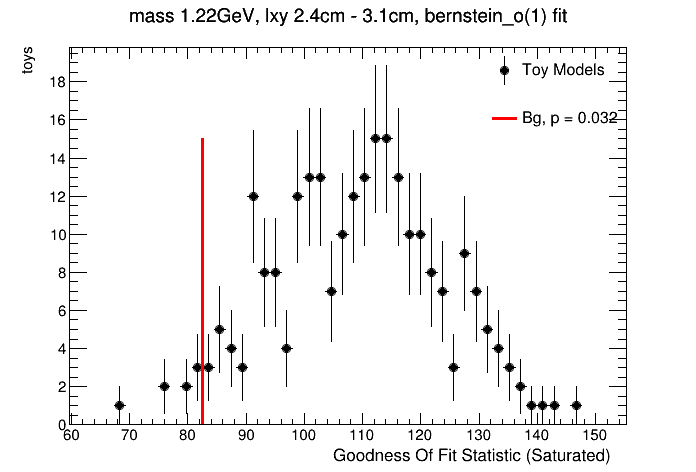 mass 1.22GeV, lxy 2.4cm - 3.1cm, bernstein_o(1) fit
toys
Toy Models
Bg, p = 0.032
18
16
14
12
10
8
6
4
2
0
60 70 80 90 100 110 120 130 140 150
Goodness Of Fit Statistic (Saturated)